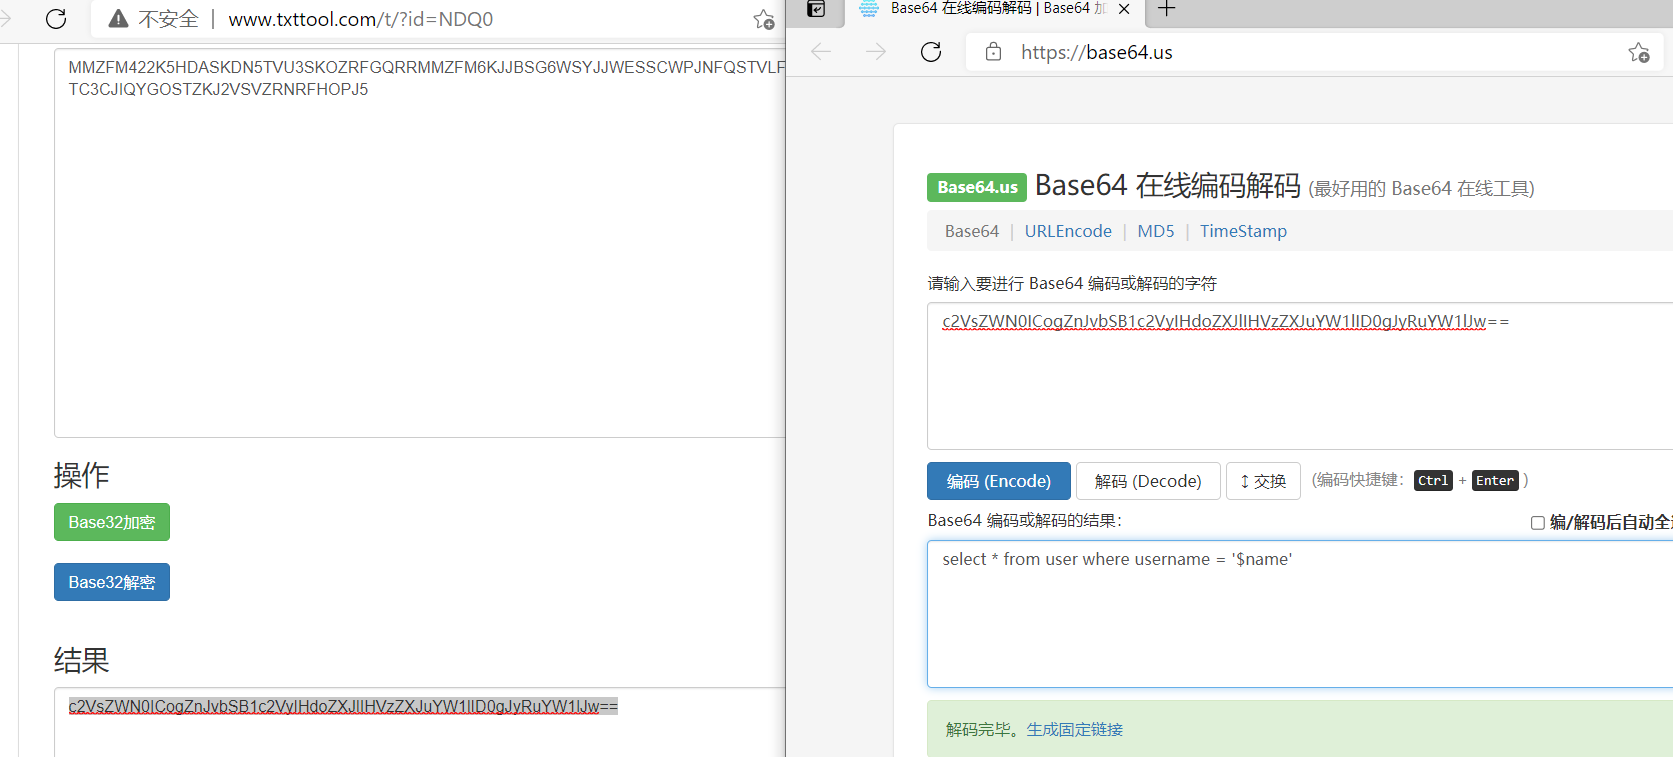 不安全 | www.txttool.com/t/?id=NDQ0
MMZFM422K5HDASKDN5TVU3SKOZRFGQRRMMZFM6KJJBSG6WSYJJWESSCWPJNFQSTVLF
TC3CJIQYGOSTZKJ2VSVZRNRFHOPJ5
操作
Base32加密
Base32解密
结果
c2VsZWN0ICogZnJvbSB1c2VyIHdoZXJlIHVzZXJuYW1lID0gJyRuYW1lJw==
Base64 在线编码解码 | Base64 加
https://base64.us
Base64.us Base64 在线编码解码 (最好用的 Base64 在线工具)
Base64 | URLEncode | MD5 | TimeStamp
请输入要进行 Base64 编码或解码的字符
c2VsZWN0ICogZnJvbSB1c2VyIHdoZXJlIHVzZXJuYW1lID0gJyRuYW1lJw==
编码 (Encode) 解码 (Decode) ↕ 交换 (编码快捷键: Ctrl + Enter )
Base64 编码或解码的结果:
编/解码后自动全
select * from user where username = '$name'
解码完毕。生成固定链接